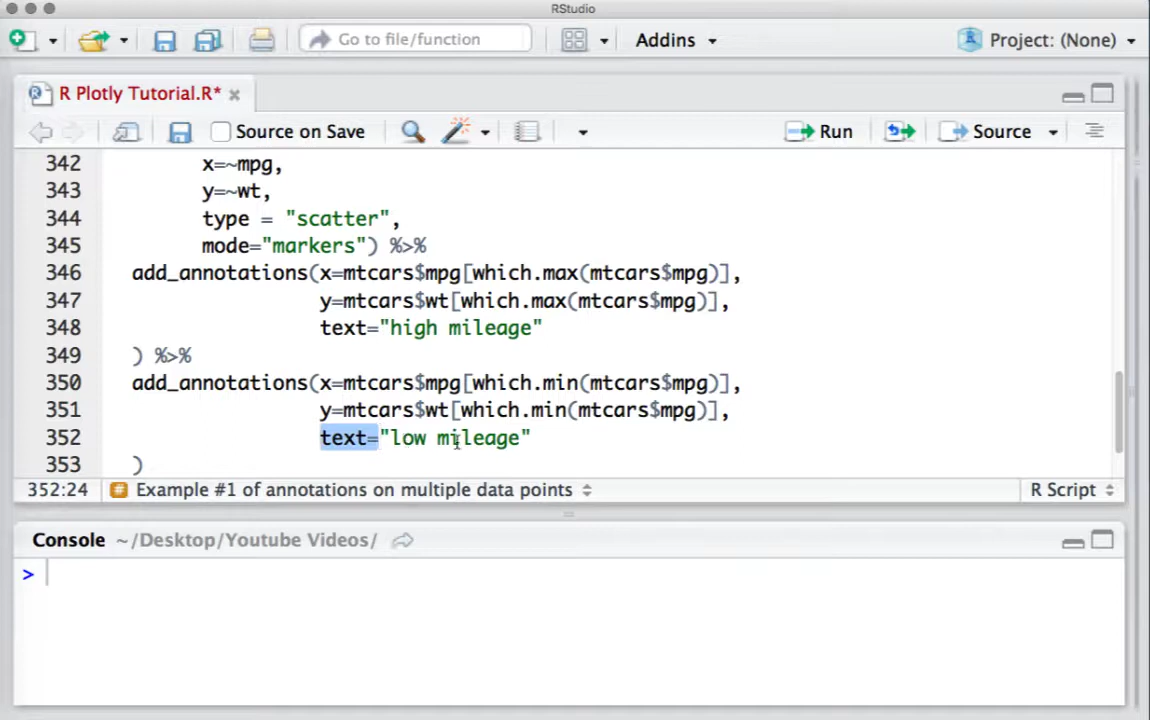 RStudio
Go to file/function
Addins
Project: (None)
R Plotly Tutorial.R*
Source on Save
Run
Source
342 x=~mpg,
343 y=~wt,
344 type = "scatter",
345 mode="markers") %>%
346 add_annotations(x=mtcars$mpg[which.max(mtcars$mpg)],
347 y=mtcars$wt[which.max(mtcars$mpg)],
348 text="high mileage"
349 ) %>%
350 add_annotations(x=mtcars$mpg[which.min(mtcars$mpg)],
351 y=mtcars$wt[which.min(mtcars$mpg)],
352 text="low mileage"
353 )
352:24 # Example #1 of annotations on multiple data points R Script
Console ~/Desktop/Youtube Videos/
>